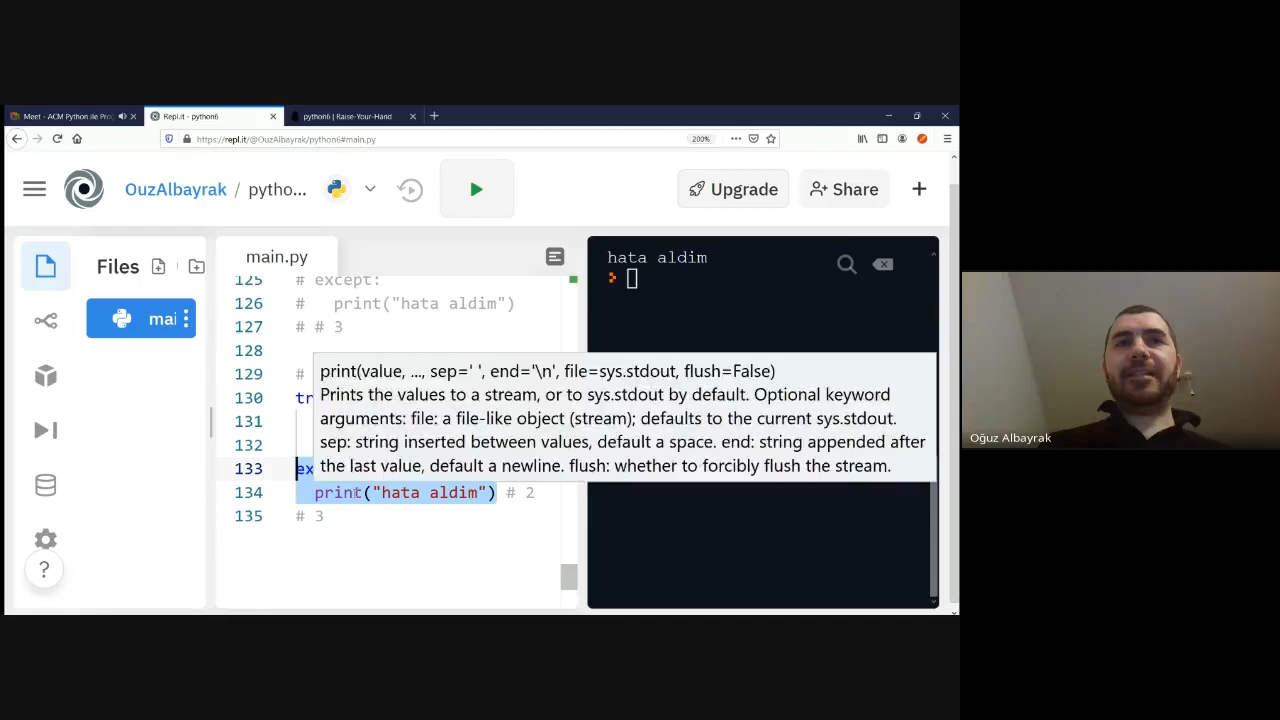 Meet - ACM Python ile Pro
Repl.it - python6
python6 | Raise-Your-Hand
https://repl.it/@OuzAlbayrak/python6#main.py
200%
OuzAlbayrak / pytho...
Upgrade
Share
Files
mai
main.py
125 # except:
126 # print("hata aldim")
127 # # 3
128
129 #
130 tr
131
132
133 ex
134 print("hata aldim") # 2
135 # 3
print(value, ..., sep=' ', end='\n', file=sys.stdout, flush=False)
Prints the values to a stream, or to sys.stdout by default. Optional keyword
arguments: file: a file-like object (stream); defaults to the current sys.stdout.
sep: string inserted between values, default a space. end: string appended after
the last value, default a newline. flush: whether to forcibly flush the stream.
hata aldim
?
Oğuz Albayrak